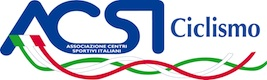 ACSI Ciclismo
ASSOCIAZIONE CENTRI
SPORTIVI ITALIANI